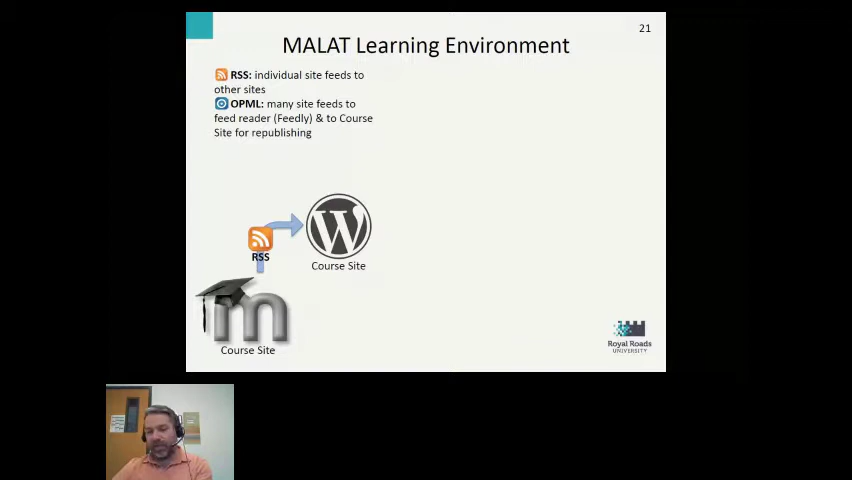 21
MALAT Learning Environment
RSS: individual site feeds to
other sites
OPML: many site feeds to
feed reader (Feedly) & to Course
Site for republishing
RSS
Course Site
m
Course Site
Royal Roads
UNIVERSITY